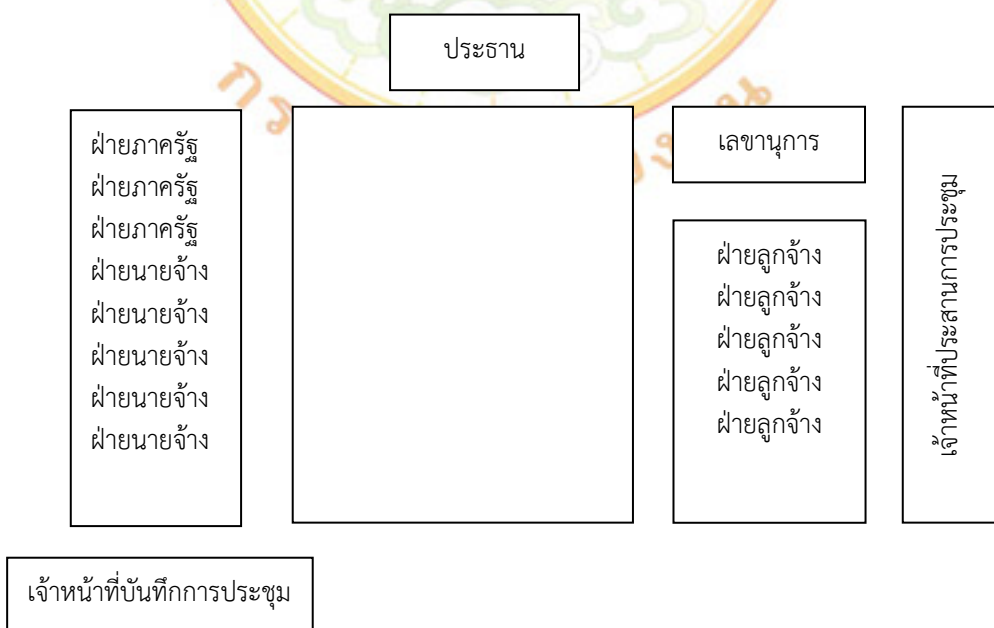 ประธาน
ฝ่ายภาครัฐ
ฝ่ายภาครัฐ
ฝ่ายภาครัฐ
ฝ่ายนายจ้าง
ฝ่ายนายจ้าง
ฝ่ายนายจ้าง
ฝ่ายนายจ้าง
ฝ่ายนายจ้าง
เลขานุการ
ฝ่ายลูกจ้าง
ฝ่ายลูกจ้าง
ฝ่ายลูกจ้าง
ฝ่ายลูกจ้าง
ฝ่ายลูกจ้าง
เจ้าหน้าที่ประสานการประชุม
เจ้าหน้าที่บันทึกการประชุม